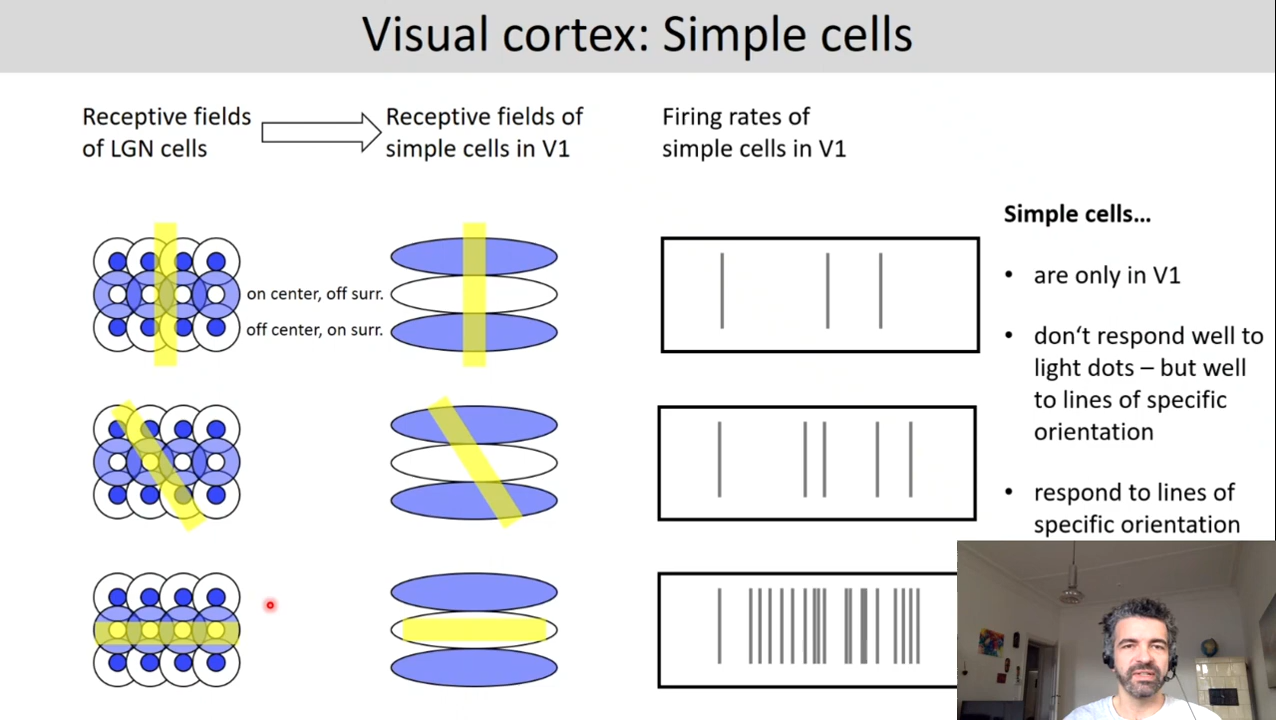 Visual cortex: Simple cells
Receptive fields
of LGN cells
Receptive fields of
simple cells in V1
Firing rates of
simple cells in V1
on center, off surr.
off center, on surr.
Simple cells…
• are only in V1
• don‘t respond well to
light dots – but well
to lines of specific
orientation
• respond to lines of
specific orientation